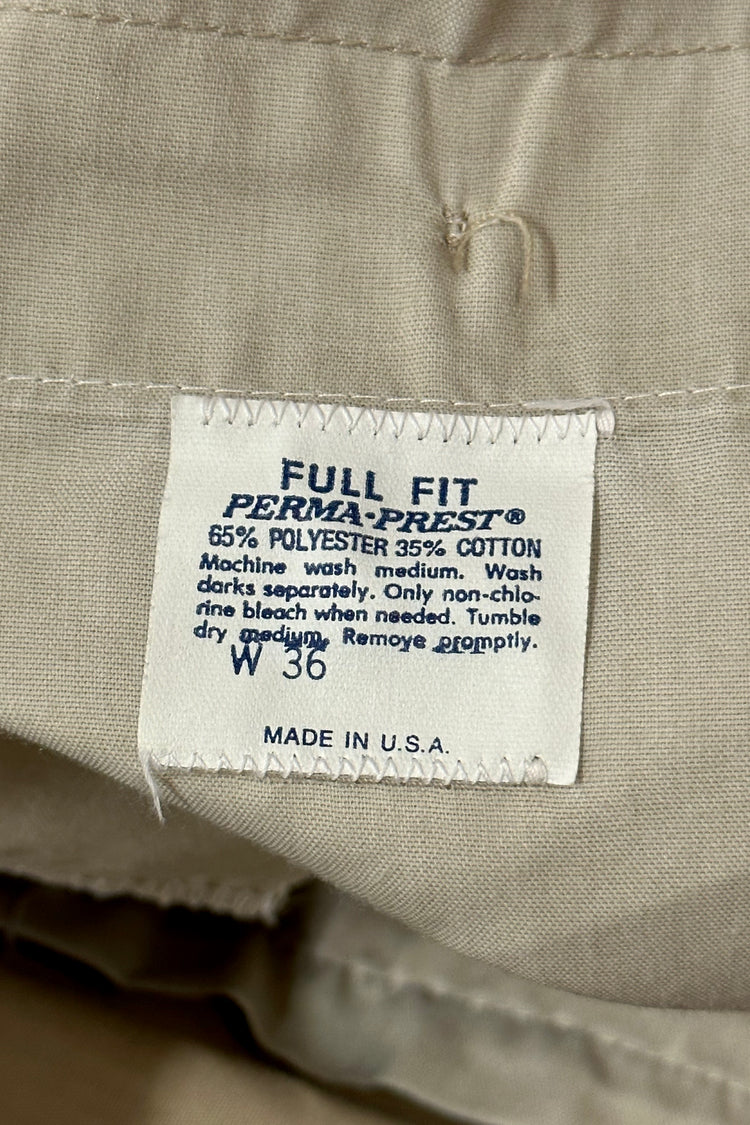 FULL FIT
PERMA-PREST®
65% POLYESTER 35% COTTON
Machine wash medium. Wash
darks separately. Only non-chlo-
rine bleach when needed. Tumble
dry medium. Remove promptly.
W 36
MADE IN U.S.A.